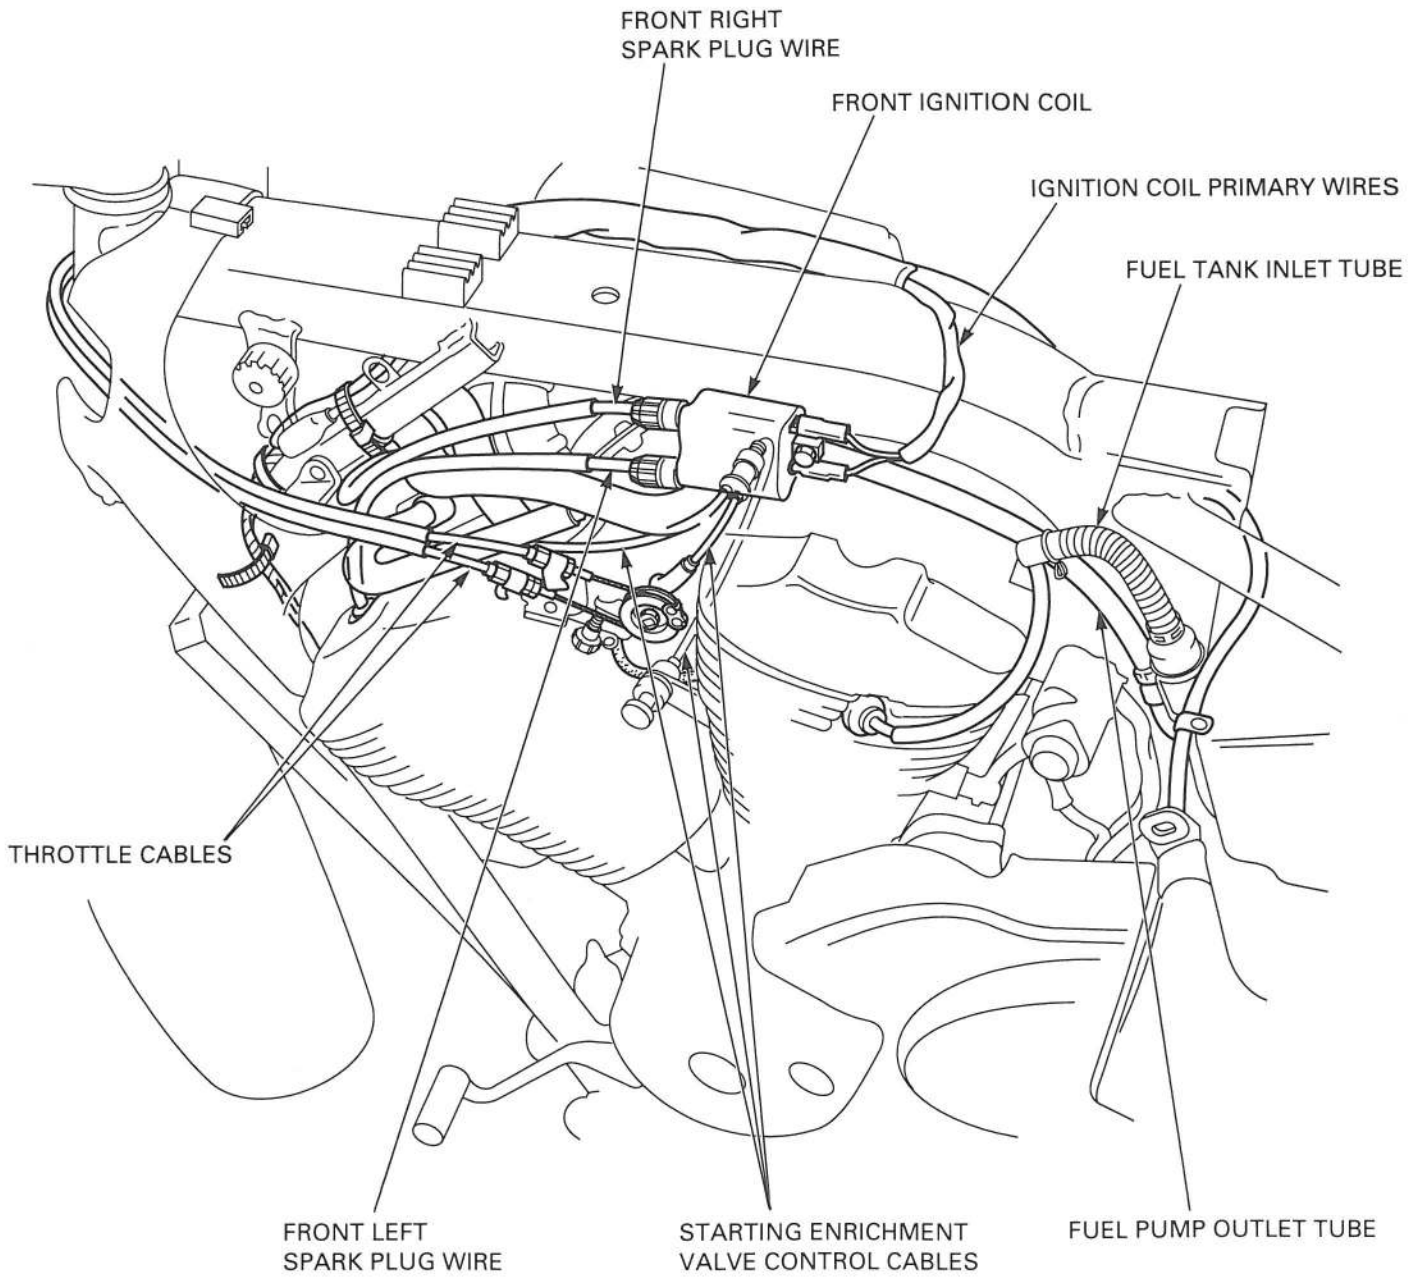 FRONT RIGHT
SPARK PLUG WIRE
FRONT IGNITION COIL
IGNITION COIL PRIMARY WIRES
FUEL TANK INLET TUBE
THROTTLE CABLES
FRONT LEFT
SPARK PLUG WIRE
STARTING ENRICHMENT
VALVE CONTROL CABLES
FUEL PUMP OUTLET TUBE